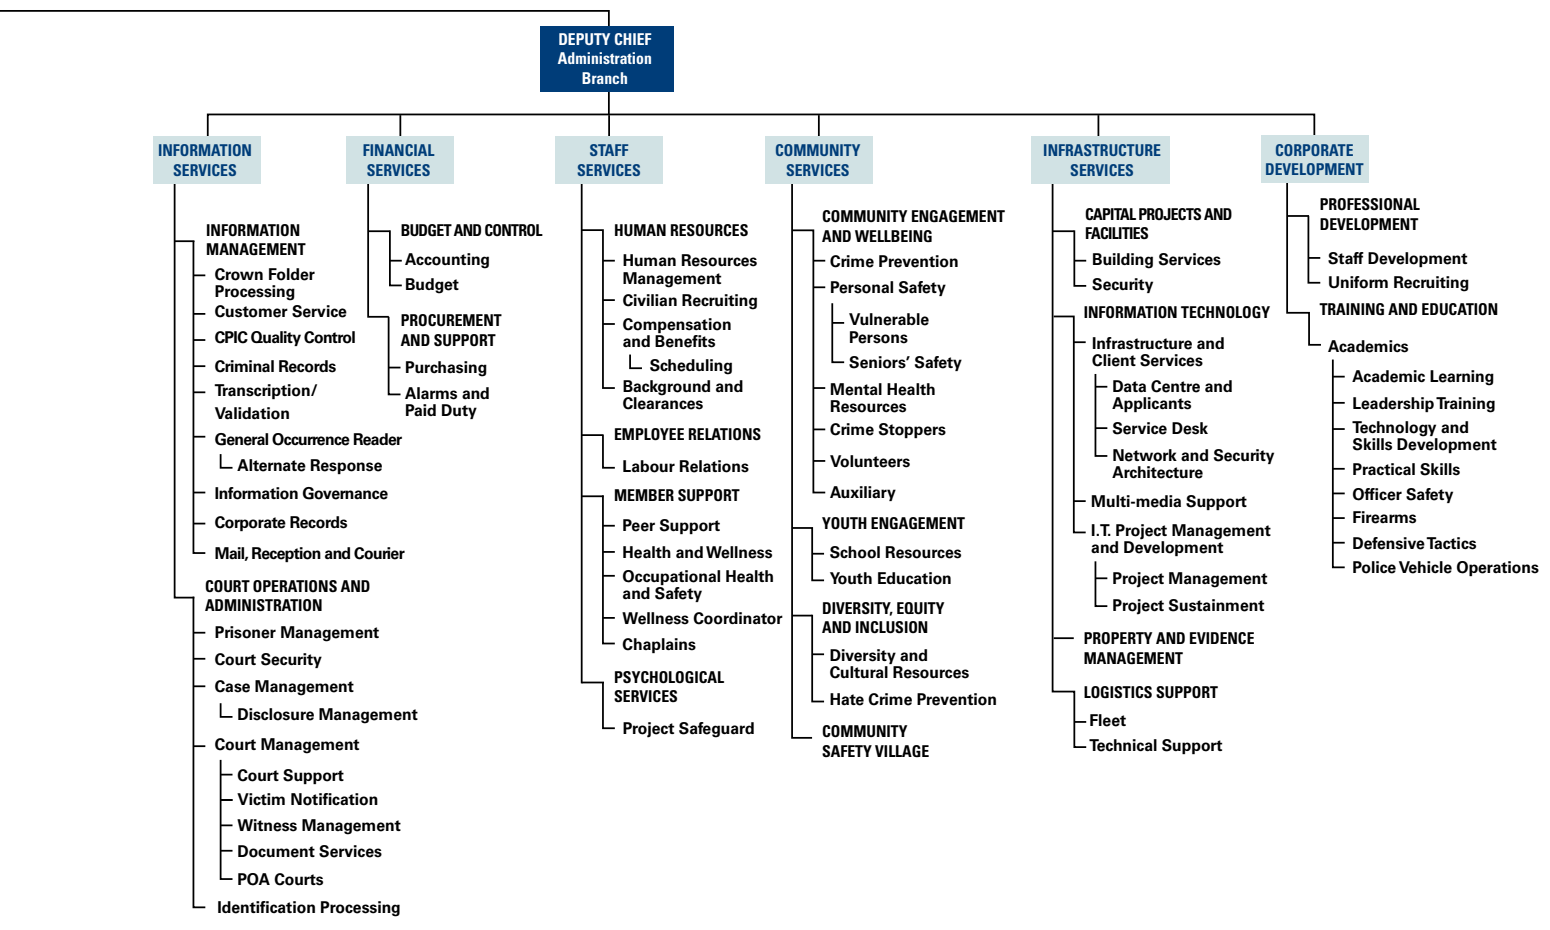 DEPUTY CHIEF
Administration
Branch
INFORMATION
SERVICES
INFORMATION
MANAGEMENT
Crown Folder
Processing
Customer Service
CPIC Quality Control
Criminal Records
Transcription/
Validation
General Occurrence Reader
Alternate Response
Information Governance
Corporate Records
Mail, Reception and Courier
COURT OPERATIONS AND
ADMINISTRATION
Prisoner Management
Court Security
Case Management
Disclosure Management
Court Management
Court Support
Victim Notification
Witness Management
Document Services
POA Courts
Identification Processing
FINANCIAL
SERVICES
BUDGET AND CONTROL
Accounting
Budget
PROCUREMENT
AND SUPPORT
Purchasing
Alarms and
Paid Duty
STAFF
SERVICES
HUMAN RESOURCES
Human Resources
Management
Civilian Recruiting
Compensation
and Benefits
Scheduling
Background and
Clearances
EMPLOYEE RELATIONS
Labour Relations
MEMBER SUPPORT
Peer Support
Health and Wellness
Occupational Health
and Safety
Wellness Coordinator
Chaplains
PSYCHOLOGICAL
SERVICES
Project Safeguard
COMMUNITY
SERVICES
COMMUNITY ENGAGEMENT
AND WELLBEING
Crime Prevention
Personal Safety
Vulnerable
Persons
Seniors' Safety
Mental Health
Resources
Crime Stoppers
Volunteers
Auxiliary
YOUTH ENGAGEMENT
School Resources
Youth Education
DIVERSITY, EQUITY
AND INCLUSION
Diversity and
Cultural Resources
Hate Crime Prevention
COMMUNITY
SAFETY VILLAGE
INFRASTRUCTURE
SERVICES
CAPITAL PROJECTS AND
FACILITIES
Building Services
Security
INFORMATION TECHNOLOGY
Infrastructure and
Client Services
Data Centre and
Applicants
Service Desk
Network and Security
Architecture
Multi-media Support
I.T. Project Management
and Development
Project Management
Project Sustainment
PROPERTY AND EVIDENCE
MANAGEMENT
LOGISTICS SUPPORT
Fleet
Technical Support
CORPORATE
DEVELOPMENT
PROFESSIONAL
DEVELOPMENT
Staff Development
Uniform Recruiting
TRAINING AND EDUCATION
Academics
Academic Learning
Leadership Training
Technology and
Skills Development
Practical Skills
Officer Safety
Firearms
Defensive Tactics
Police Vehicle Operations